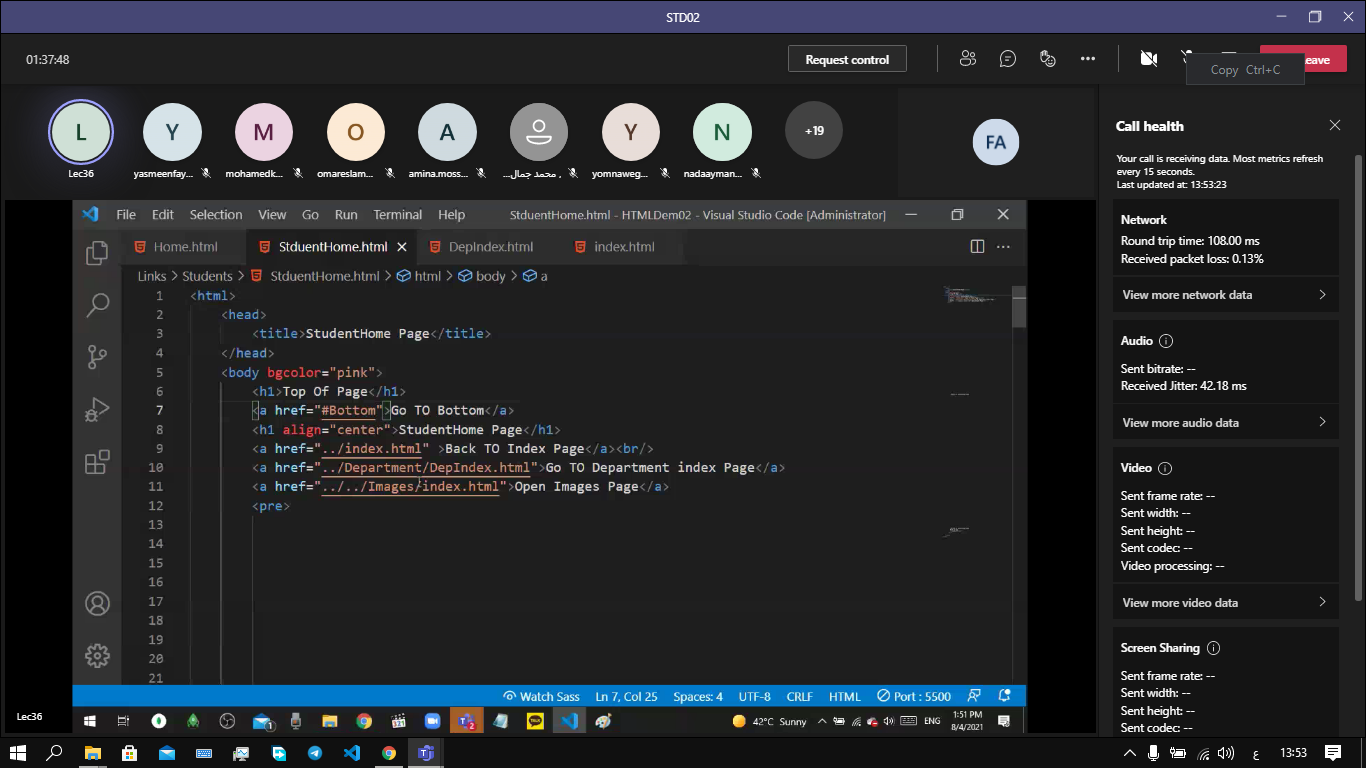 STD02
01:37:48
Request control
Leave
Copy Ctrl+C
L
Y
M
O
A
Y
N
+19
FA
Lec36
yasmeenfay...
mohamedk...
omareslam...
amina.moss...
محمد جمال ,...
yomnaweg...
nadaayman...
Call health
Your call is receiving data. Most metrics refresh
every 15 seconds.
Last updated at: 13:53:23
Network
Round trip time: 108.00 ms
Received packet loss: 0.13%
View more network data
Audio
Sent bitrate: --
Received Jitter: 42.18 ms
View more audio data
Video
Sent frame rate: --
Sent width: --
Sent height: --
Sent codec: --
Video processing: --
View more video data
Screen Sharing
Sent frame rate: --
Sent width: --
Sent height: --
Sent codec: --
File Edit Selection View Go Run Terminal Help
StduentHome.html - HTMLDem02 - Visual Studio Code [Administrator]
Home.html
StduentHome.html
DepIndex.html
index.html
Links > Students > StduentHome.html > html > body > a
1 <html>
2 <head>
3 <title>StudentHome Page</title>
4 </head>
5 <body bgcolor="pink">
6 <h1>Top Of Page</h1>
7 <a href="#Bottom">Go TO Bottom</a>
8 <h1 align="center">StudentHome Page</h1>
9 <a href="../index.html" >Back TO Index Page</a><br/>
10 <a href="../Department/DepIndex.html">Go TO Department index Page</a>
11 <a href="../../Images/index.html">Open Images Page</a>
12 <pre>
13
14
15
16
17
18
19
20
21
Watch Sass Ln 7, Col 25 Spaces: 4 UTF-8 CRLF HTML Port : 5500
Lec36
1
2
TALK
42°C Sunny
ENG
1:51 PM
8/4/2021
ع
13:53